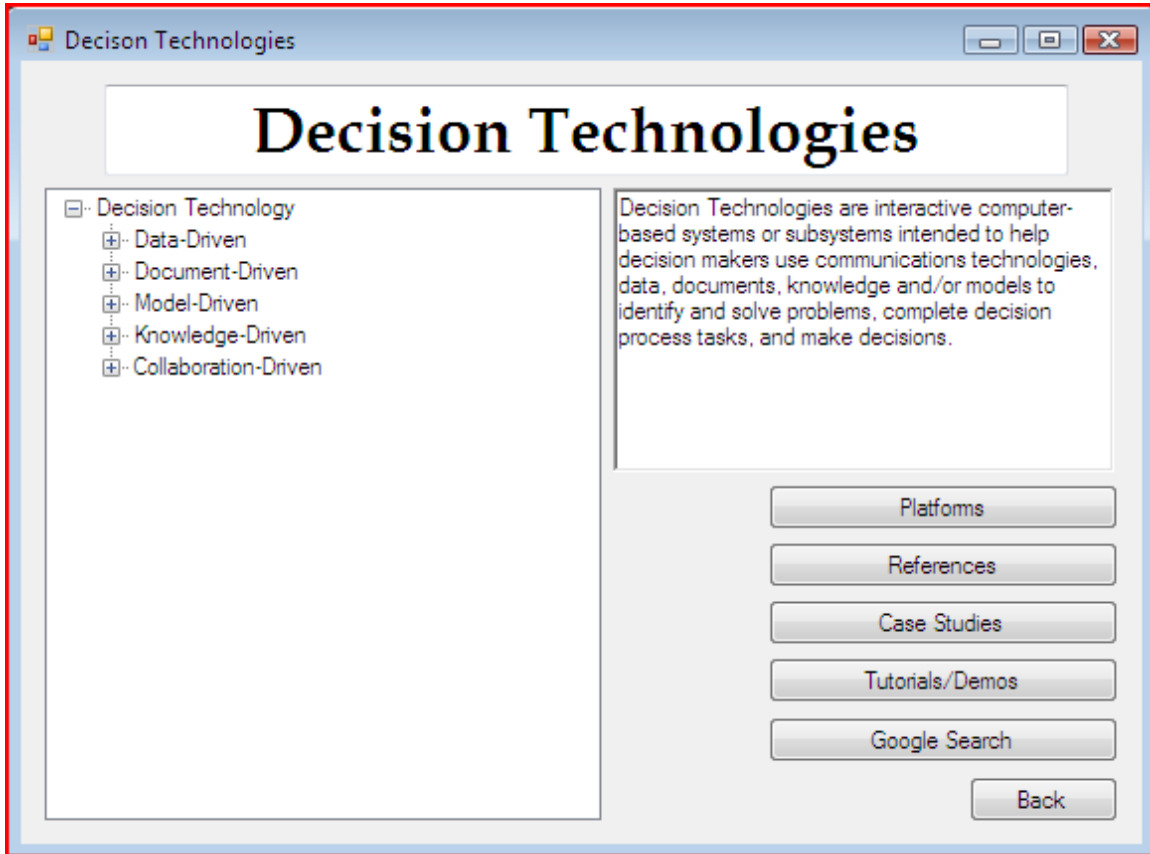 Decison Technologies
Decision Technologies
Decision Technology
Data-Driven
Document-Driven
Model-Driven
Knowledge-Driven
Collaboration-Driven
Decision Technologies are interactive computer-
based systems or subsystems intended to help
decision makers use communications technologies,
data, documents, knowledge and/or models to
identify and solve problems, complete decision
process tasks, and make decisions.
Platforms
References
Case Studies
Tutorials/Demos
Google Search
Back